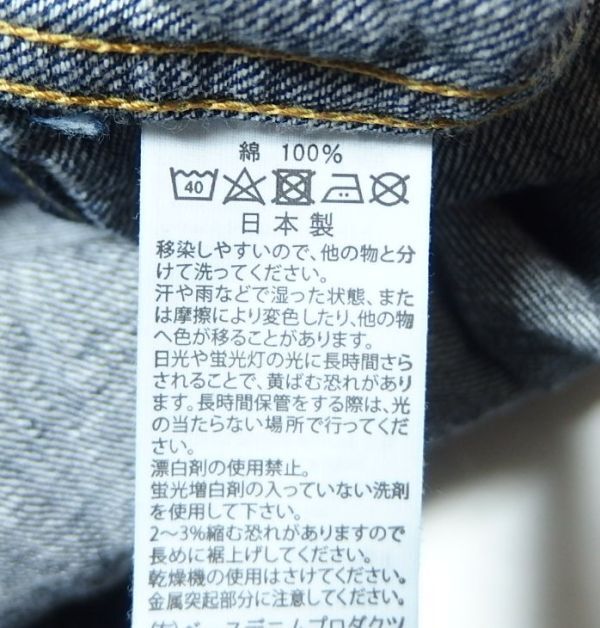 綿 100%
40
日本製
移染しやすいので、他の物と分
けて洗ってください。
汗や雨などで湿った状態、また
は摩擦により変色したり、他の物
へ色が移ることがあります。
日光や蛍光灯の光に長時間さら
されることで、黄ばむ恐れがあり
ます。長時間保管をする際は、光
の当たらない場所で行ってくだ
さい。
漂白剤の使用禁止。
蛍光増白剤の入っていない洗剤
を使用して下さい。
2〜3%縮む恐れがありますので
長めに裾上げしてください。
乾燥機の使用はさけてください。
金属突起部分に注意してください。